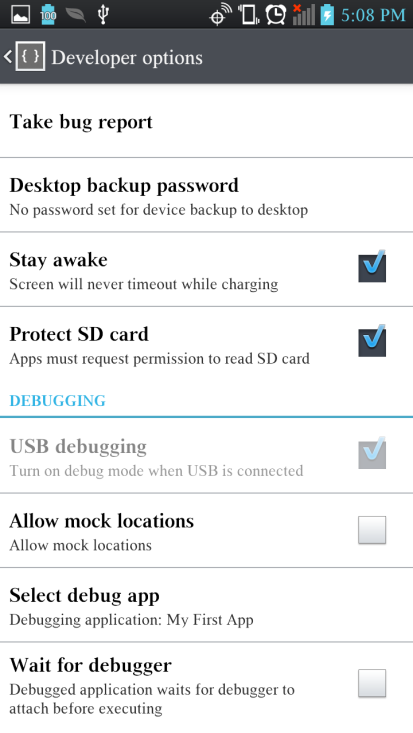 100
5:08 PM
{ } Developer options
Take bug report
Desktop backup password
No password set for device backup to desktop
Stay awake
Screen will never timeout while charging
Protect SD card
Apps must request permission to read SD card
DEBUGGING
USB debugging
Turn on debug mode when USB is connected
Allow mock locations
Allow mock locations
Select debug app
Debugging application: My First App
Wait for debugger
Debugged application waits for debugger to
attach before executing